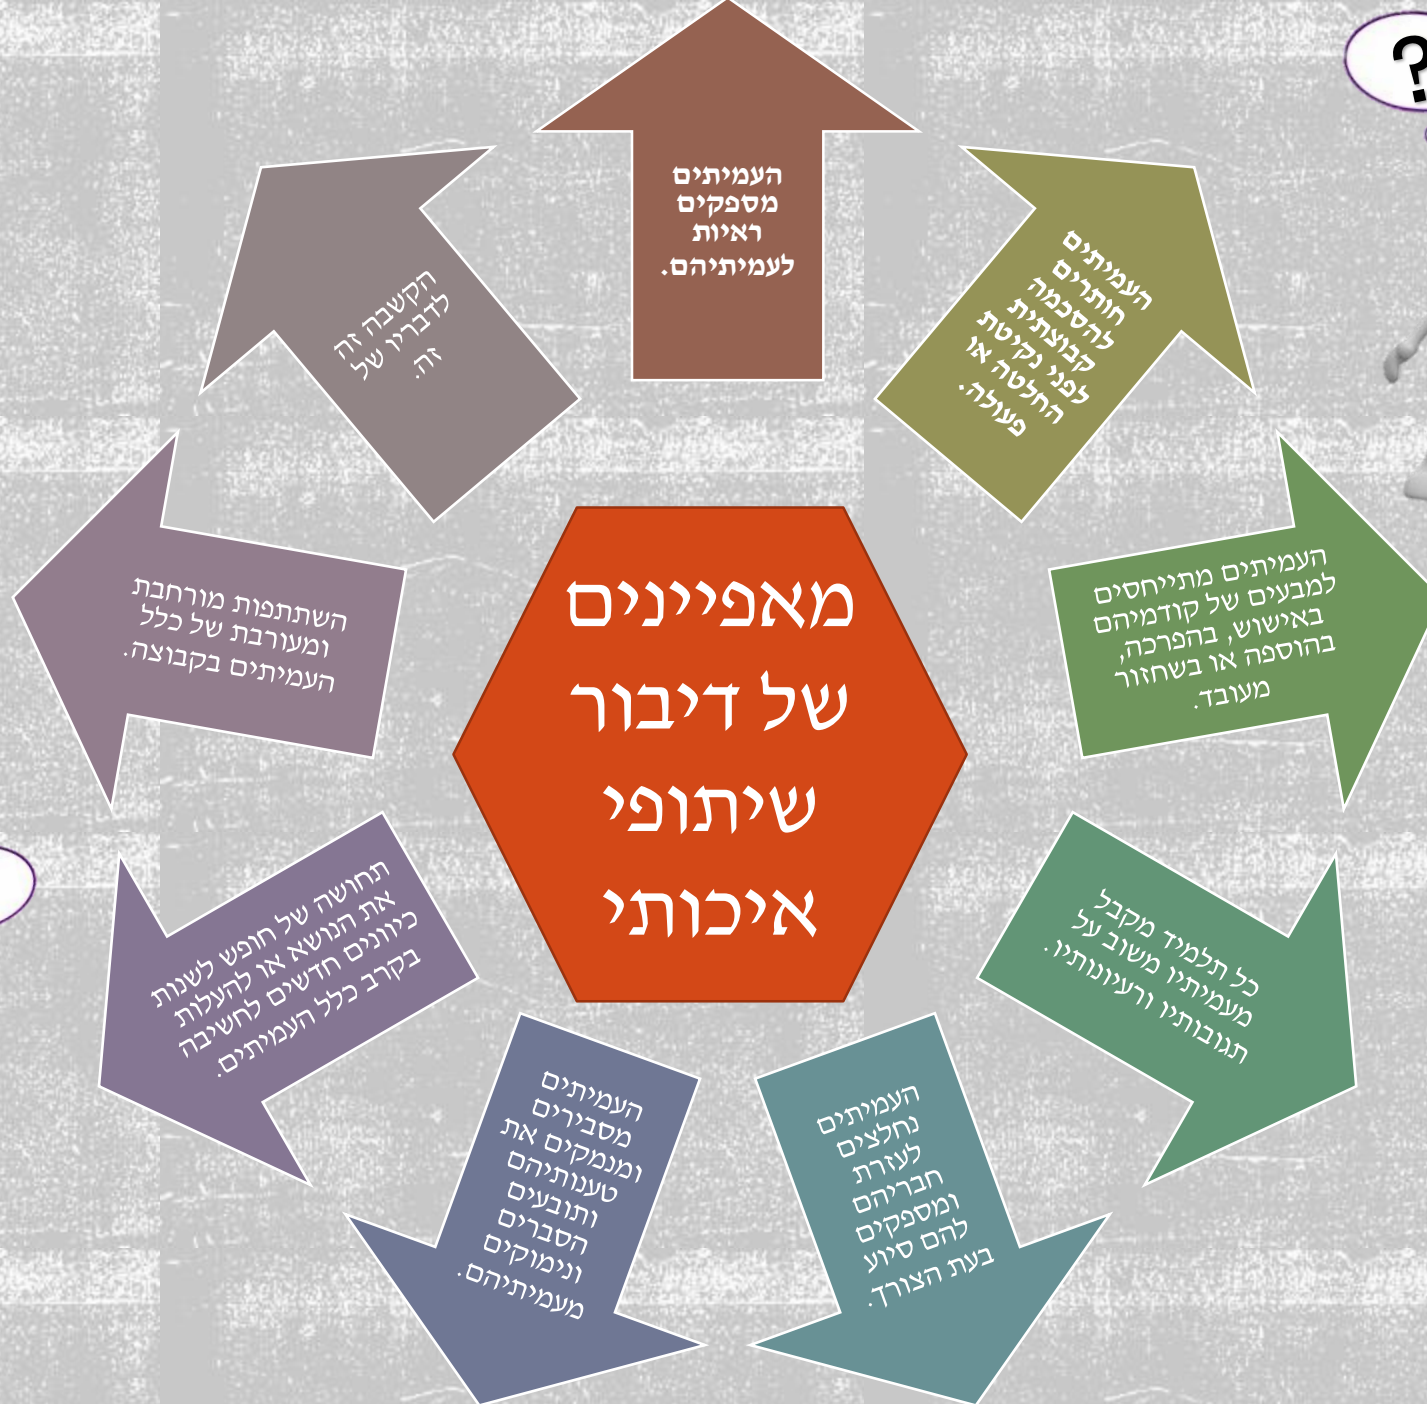 ?
העמיתים
מספקים
ראיות
לעמיתיהם.
העמיתים
חותרים
להסכמה
קבוצתית
לפני נקיטת
החלטה או
פעולה.
העמיתים מתייחסים
למבעים של קודמיהם
באישוש, בהפרכה,
בהוספה או בשחזור
מעובד.
כל תלמיד מקבל
מעמיתיו משוב על
תגובותיו ורעיונותיו.
העמיתים
נחלצים
לעזרת
חבריהם
ומספקים
להם סיוע
בעת הצורך.
העמיתים
מסבירים
ומנמקים את
טענותיהם
ותובעים
הסברים
ונימוקים
מעמיתיהם.
תחושה של חופש לשנות
את הנושא או להעלות
כיוונים חדשים לחשיבה
בקרב כלל העמיתים.
השתתפות מורחבת
ומעורבת של כלל
העמיתים בקבוצה.
הקשבה זה
לדבריו של
זה.
מאפיינים
של דיבור
שיתופי
איכותי